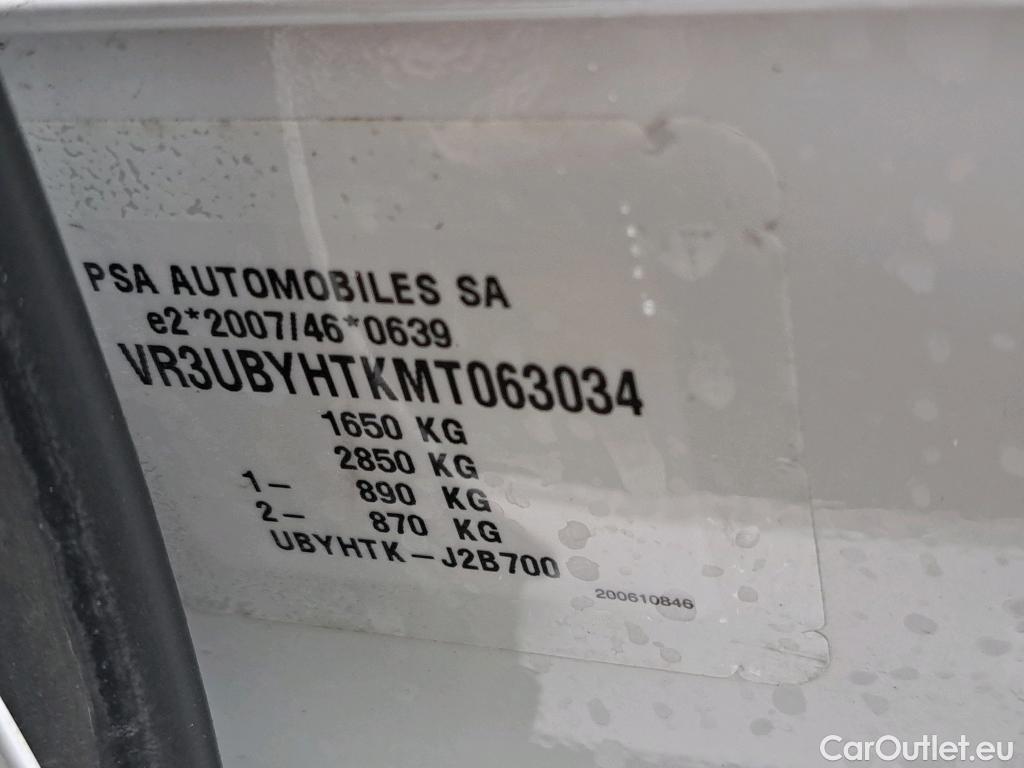 PSA AUTOMOBILES SA
e2*2007/46*0639
VR3UBYHTKMT063034
1650 KG
2850 KG
1- 890 KG
2- 870 KG
UBYHTK-J2B700
200610846
CarOutlet.eu